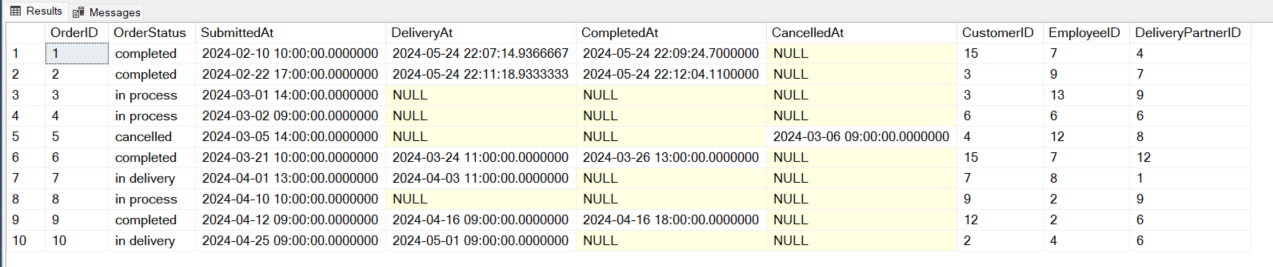 Results Messages
OrderID OrderStatus SubmittedAt DeliveryAt CompletedAt CancelledAt CustomerID EmployeeID DeliveryPartnerID
1 1 completed 2024-02-10 10:00:00.0000000 2024-05-24 22:07:14.9366667 2024-05-24 22:09:24.7000000 NULL 15 7 4
2 2 completed 2024-02-22 17:00:00.0000000 2024-05-24 22:11:18.9333333 2024-05-24 22:12:04.1100000 NULL 3 9 7
3 3 in process 2024-03-01 14:00:00.0000000 NULL NULL NULL 3 13 9
4 4 in process 2024-03-02 09:00:00.0000000 NULL NULL NULL 6 6 6
5 5 cancelled 2024-03-05 14:00:00.0000000 NULL NULL 2024-03-06 09:00:00.0000000 4 12 8
6 6 completed 2024-03-21 10:00:00.0000000 2024-03-24 11:00:00.0000000 2024-03-26 13:00:00.0000000 NULL 15 7 12
7 7 in delivery 2024-04-01 13:00:00.0000000 2024-04-03 11:00:00.0000000 NULL NULL 7 8 1
8 8 in process 2024-04-10 10:00:00.0000000 NULL NULL NULL 9 2 9
9 9 completed 2024-04-12 09:00:00.0000000 2024-04-16 09:00:00.0000000 2024-04-16 18:00:00.0000000 NULL 12 2 6
10 10 in delivery 2024-04-25 09:00:00.0000000 2024-05-01 09:00:00.0000000 NULL NULL 2 4 6